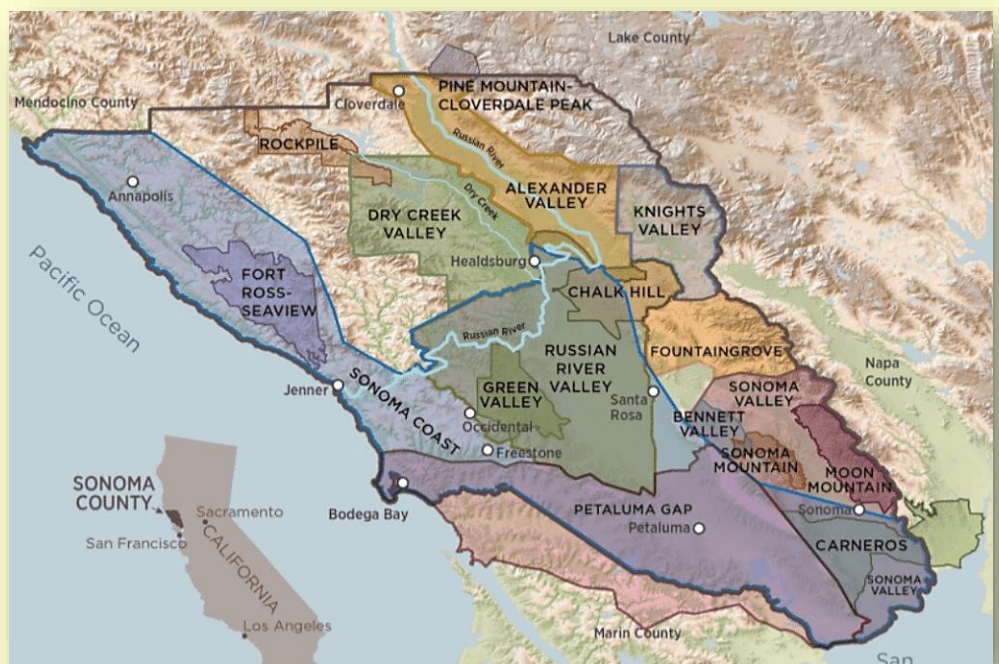 Lake County
Mendocino County
Cloverdale
PINE MOUNTAIN-
CLOVERDALE PEAK
ROCKPILE
Russian River
Annapolis
ALEXANDER
VALLEY
Dry Creek
DRY CREEK
VALLEY
KNIGHTS
VALLEY
Pacific Ocean
Healdsburg
FORT
ROSS-
SEAVIEW
CHALK HILL
Russian River
RUSSIAN
RIVER
VALLEY
FOUNTAINGROVE
Napa
County
Jenner
SONOMA COAST
GREEN
VALLEY
Santa
Rosa
SONOMA
VALLEY
BENNETT
VALLEY
Occidental
Freestone
SONOMA
MOUNTAIN
MOON
MOUNTAIN
SONOMA
COUNTY
Sacramento
San Francisco
CALIFORNIA
Los Angeles
Bodega Bay
PETALUMA GAP
Petaluma
Sonoma
CARNEROS
SONOMA
VALLEY
Marin County
San